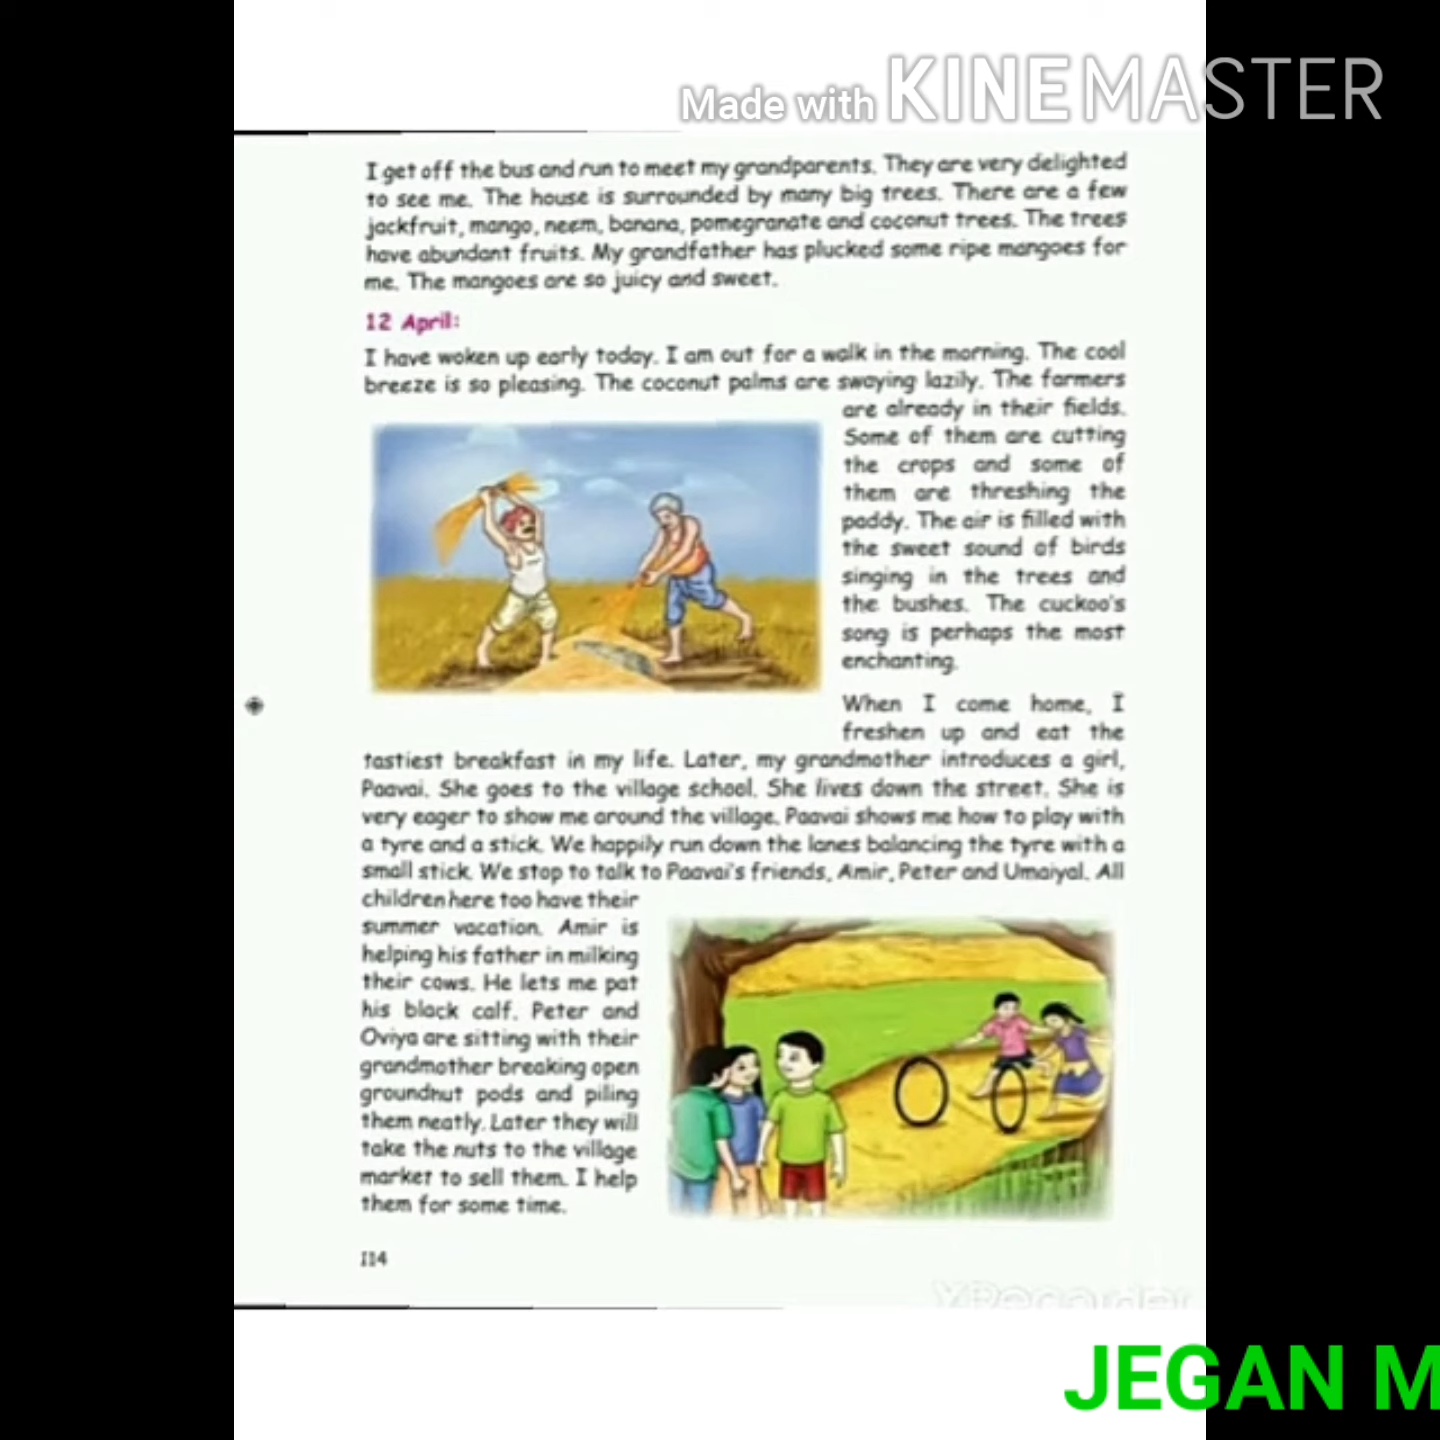 Made with KINEMASTER
I get off the bus and run to meet my grandparents. They are very delighted
to see me. The house is surrounded by many big trees. There are a few
jackfruit, mango, neem, banana, pomegranate and coconut trees. The trees
have abundant fruits. My grandfather has plucked some ripe mangoes for
me. The mangoes are so juicy and sweet.
12 April:
I have woken up early today. I am out for a walk in the morning. The cool
breeze is so pleasing. The coconut palms are swaying lazily. The farmers
are already in their fields.
Some of them are cutting
the crops and some of
them are threshing the
paddy. The air is filled with
the sweet sound of birds
singing in the trees and
the bushes. The cuckoo's
song is perhaps the most
enchanting.
When I come home, I
freshen up and eat the
tastiest breakfast in my life. Later, my grandmother introduces a girl,
Paavai. She goes to the village school. She lives down the street. She is
very eager to show me around the village. Paavai shows me how to play with
a tyre and a stick. We happily run down the lanes balancing the tyre with a
small stick. We stop to talk to Paavai's friends, Amir, Peter and Umaiyal. All
children here too have their
summer vacation. Amir is
helping his father in milking
their cows. He lets me pat
his black calf. Peter and
Oviya are sitting with their
grandmother breaking open
groundnut pods and piling
them neatly. Later they will
take the nuts to the village
market to sell them. I help
them for some time.
114
XRecorder
JEGAN M